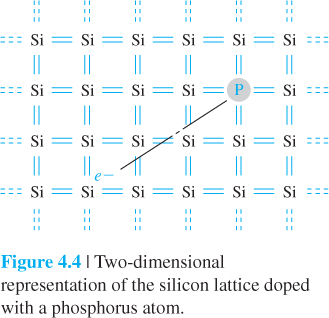 Si Si Si Si Si Si
Si Si Si Si P Si
Si Si Si Si Si Si
e−
Si Si Si Si Si Si
Figure 4.4 | Two-dimensional
representation of the silicon lattice doped
with a phosphorus atom.